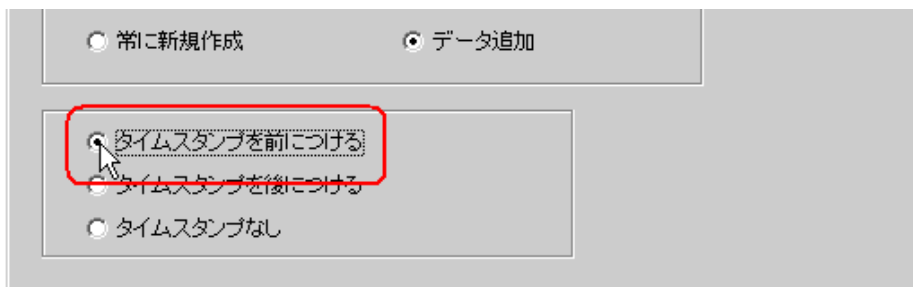 常に新規作成 データ追加
タイムスタンプを前につける
タイムスタンプを後につける
タイムスタンプなし